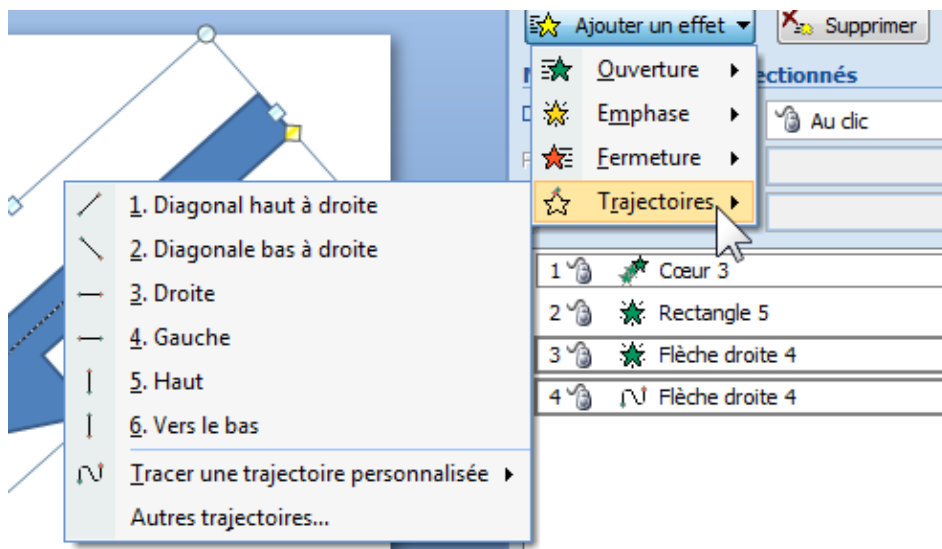 Ajouter un effet
Supprimer
Ouverture
ectionnés
Emphase
Au clic
Fermeture
Trajectoires
1. Diagonal haut à droite
2. Diagonale bas à droite
3. Droite
4. Gauche
5. Haut
6. Vers le bas
Tracer une trajectoire personnalisée
Autres trajectoires...
1 Cœur 3
2 Rectangle 5
3 Flèche droite 4
4 Flèche droite 4